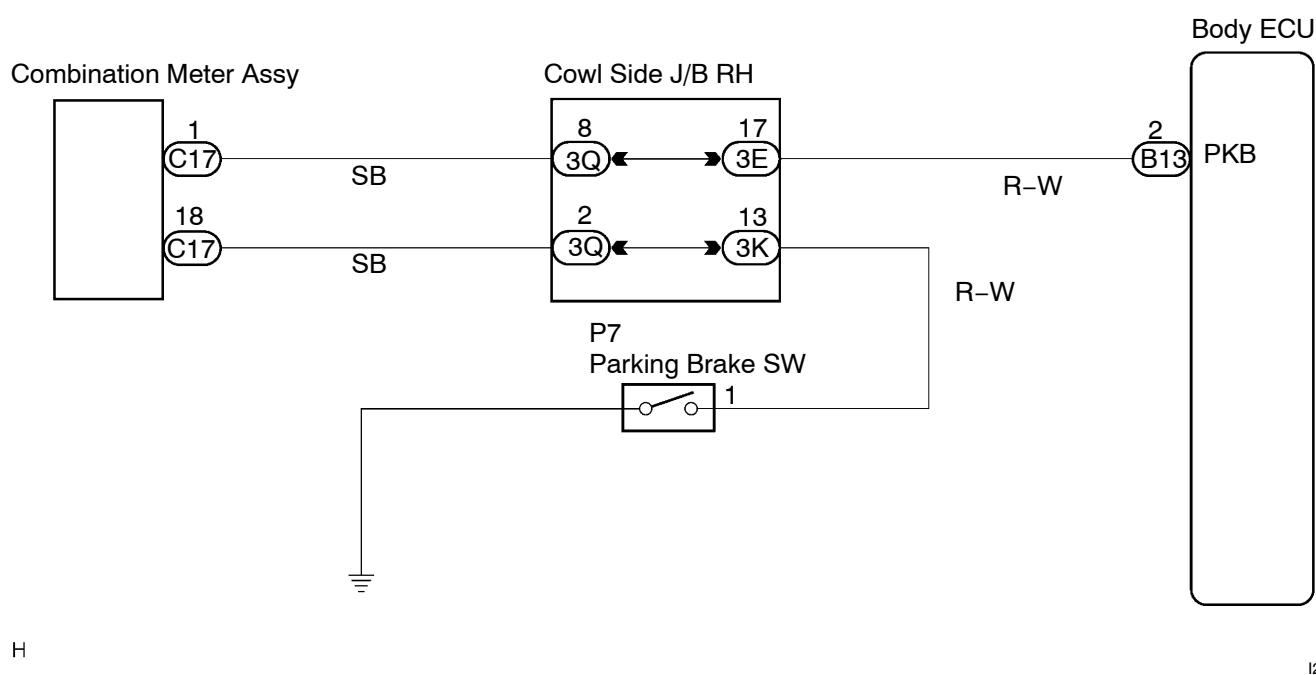 Body ECU
Combination Meter Assy
Cowl Side J/B RH
1
8
17
2
C17
3Q
3E
B13
PKB
SB
R–W
18
2
13
C17
3Q
3K
SB
R–W
P7
Parking Brake SW
1
H
I2